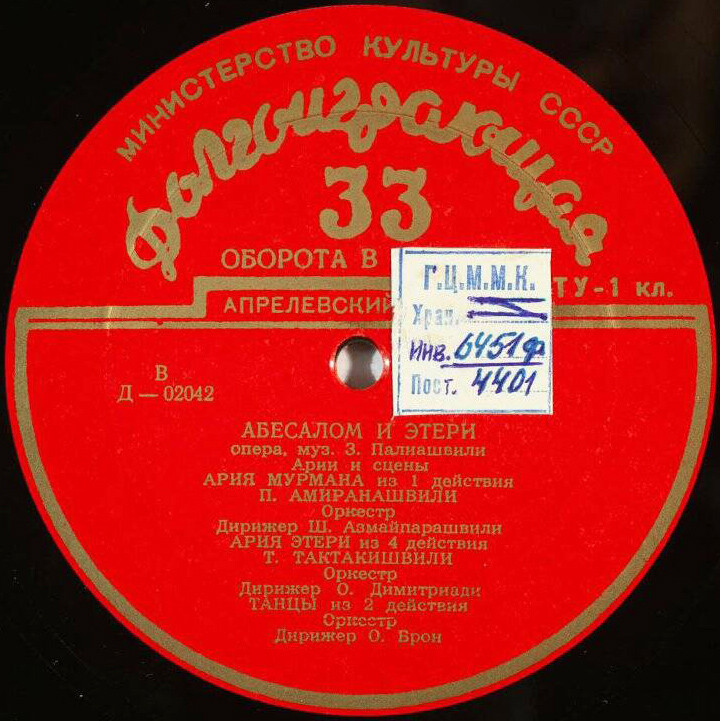 МИНИСТЕРСТВО КУЛЬТУРЫ СССР
Долгоиграющая
33
ОБОРОТА В
Г.Ц.М.М.К.
Хран. IV
ИНВ. 6451ф
Пост. 4401
ТУ-1 кл.
АПРЕЛЕВСКИЙ
В
Д — 02042
АБЕСАЛОМ И ЭТЕРИ
опера, муз. З. Палиашвили
Арии и сцены
АРИЯ МУРМАНА из 1 действия
П. АМИРАНАШВИЛИ
Оркестр
Дирижер Ш. Азмайпарашвили
АРИЯ ЭТЕРИ из 4 действия
Т. ТАКТАКИШВИЛИ
Оркестр
Дирижер О. Димитриади
ТАНЦЫ из 2 действия
Оркестр
Дирижер О. Брон